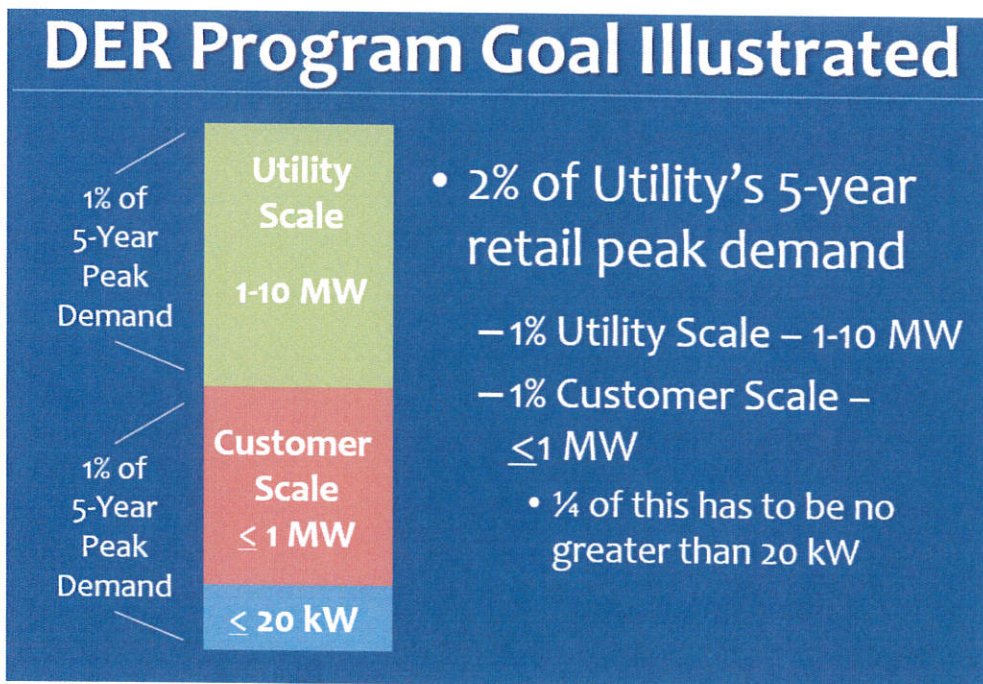 DER Program Goal Illustrated
1% of
5-Year
Peak
Demand
Utility
Scale
1-10 MW
1% of
5-Year
Peak
Demand
Customer
Scale
≤ 1 MW
≤ 20 kW
• 2% of Utility's 5-year
retail peak demand
– 1% Utility Scale – 1-10 MW
– 1% Customer Scale –
≤1 MW
• ¼ of this has to be no
greater than 20 kW